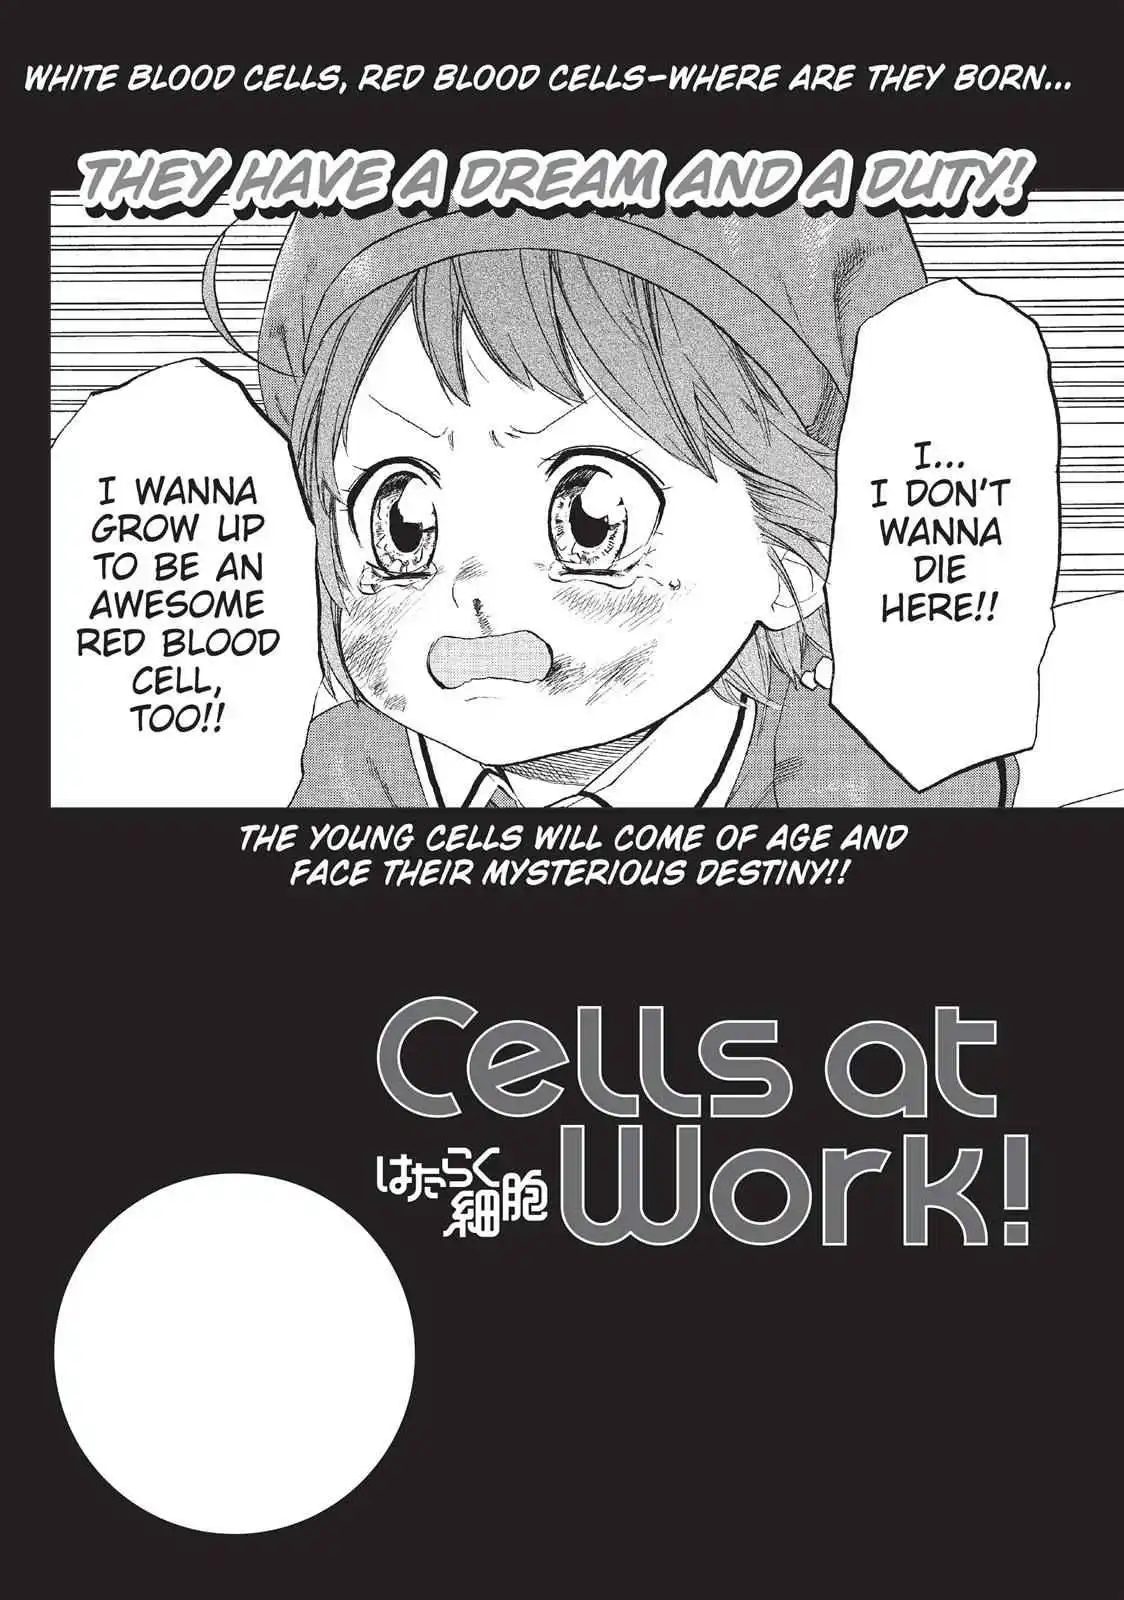 WHITE BLOOD CELLS, RED BLOOD CELLS–WHERE ARE THEY BORN...
THEY HAVE A DREAM AND A DUTY!
I...
I DON'T
WANNA
DIE
HERE!!
I WANNA
GROW UP
TO BE AN
AWESOME
RED BLOOD
CELL,
TOO!!
THE YOUNG CELLS WILL COME OF AGE AND
FACE THEIR MYSTERIOUS DESTINY!!
Cells at
Work!
はたらく
細胞